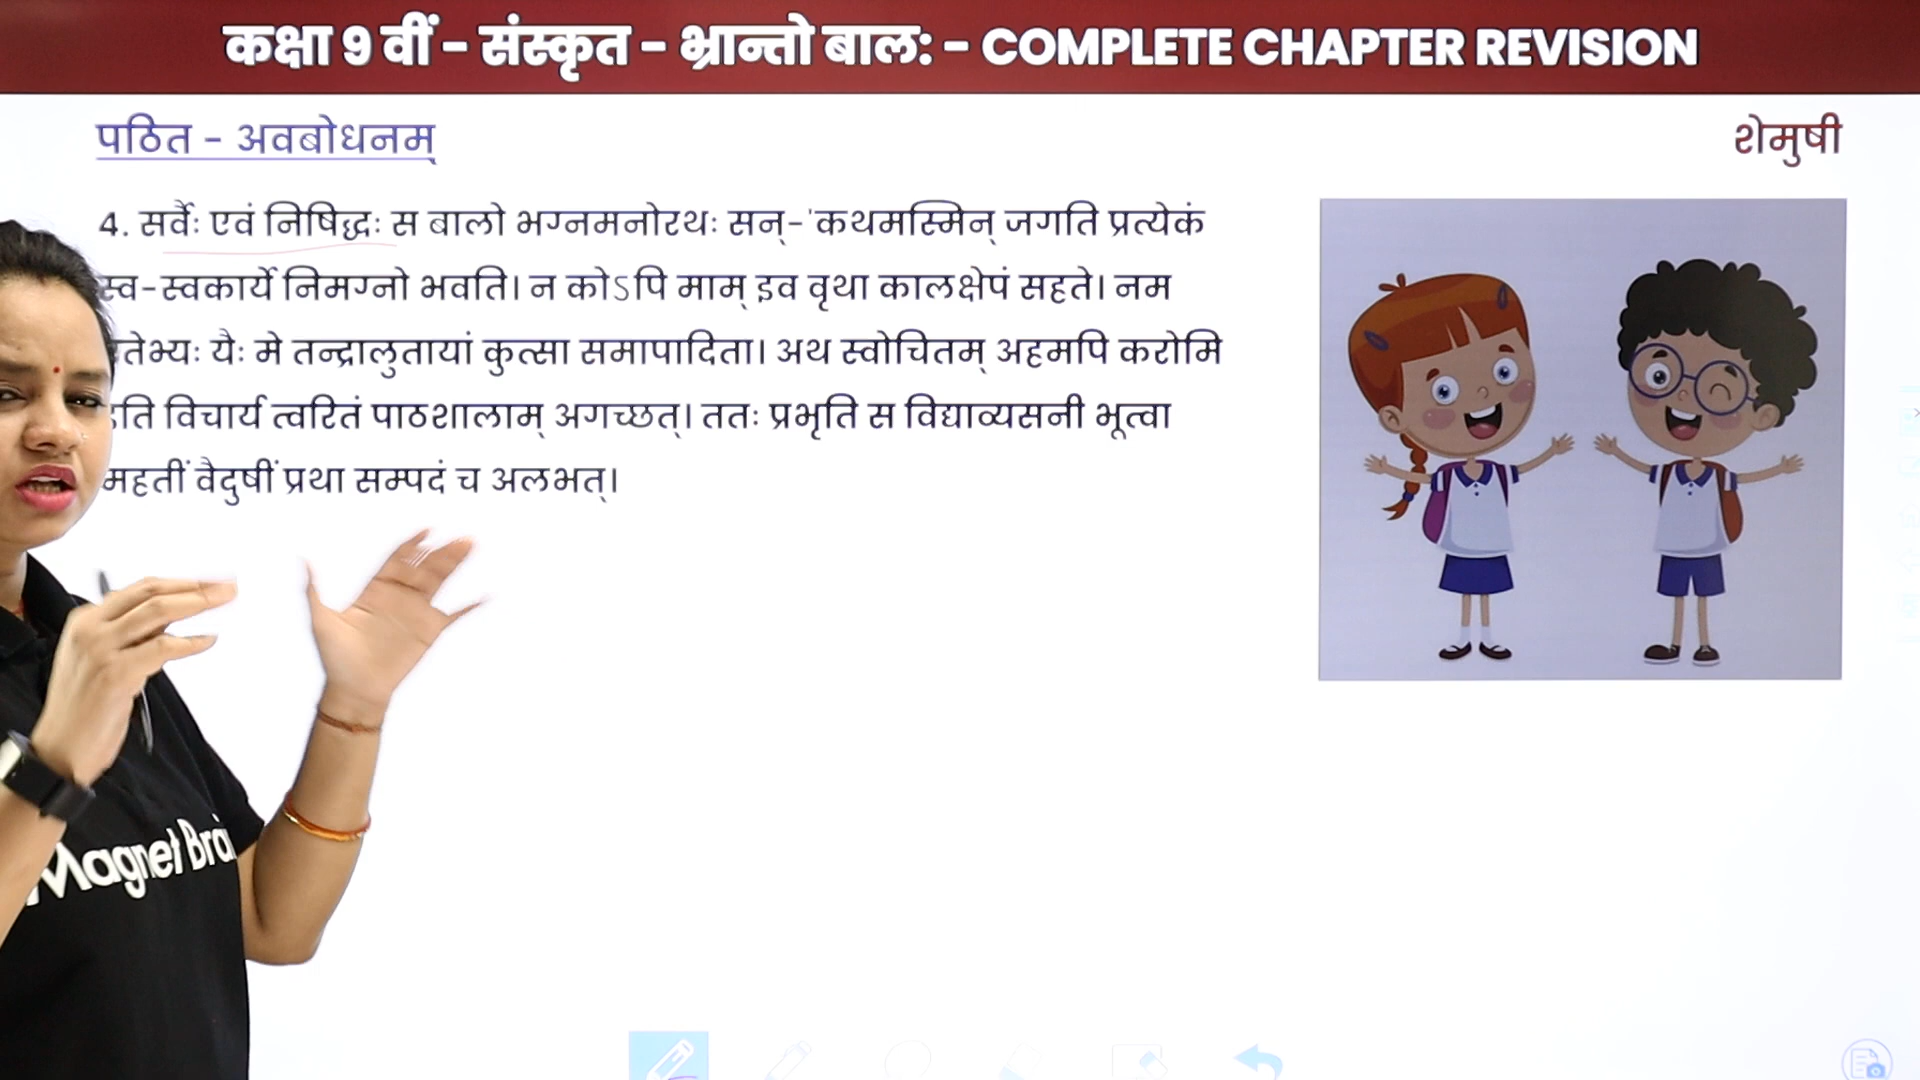 कक्षा 9 वीं - संस्कृत - भ्रान्तो बाल: - COMPLETE CHAPTER REVISION
पठित - अवबोधनम्
शेमुषी
4. सर्वैः एवं निषिद्धः स बालो भग्नमनोरथः सन्-'कथमस्मिन् जगति प्रत्येकं
स्व-स्वकार्ये निमग्नो भवति। न कोऽपि माम् इव वृथा कालक्षेपं सहते। नम
यैः मे तन्द्रालुतायां कुत्सा समापादिता। अथ स्वोचितम् अहमपि करोमि
विचार्य त्वरितं पाठशालाम् अगच्छत्। ततः प्रभृति स विद्याव्यसनी भूत्वा
महतीं वैदुषीं प्रथा सम्पदं च अलभत्।
Magnet Brai